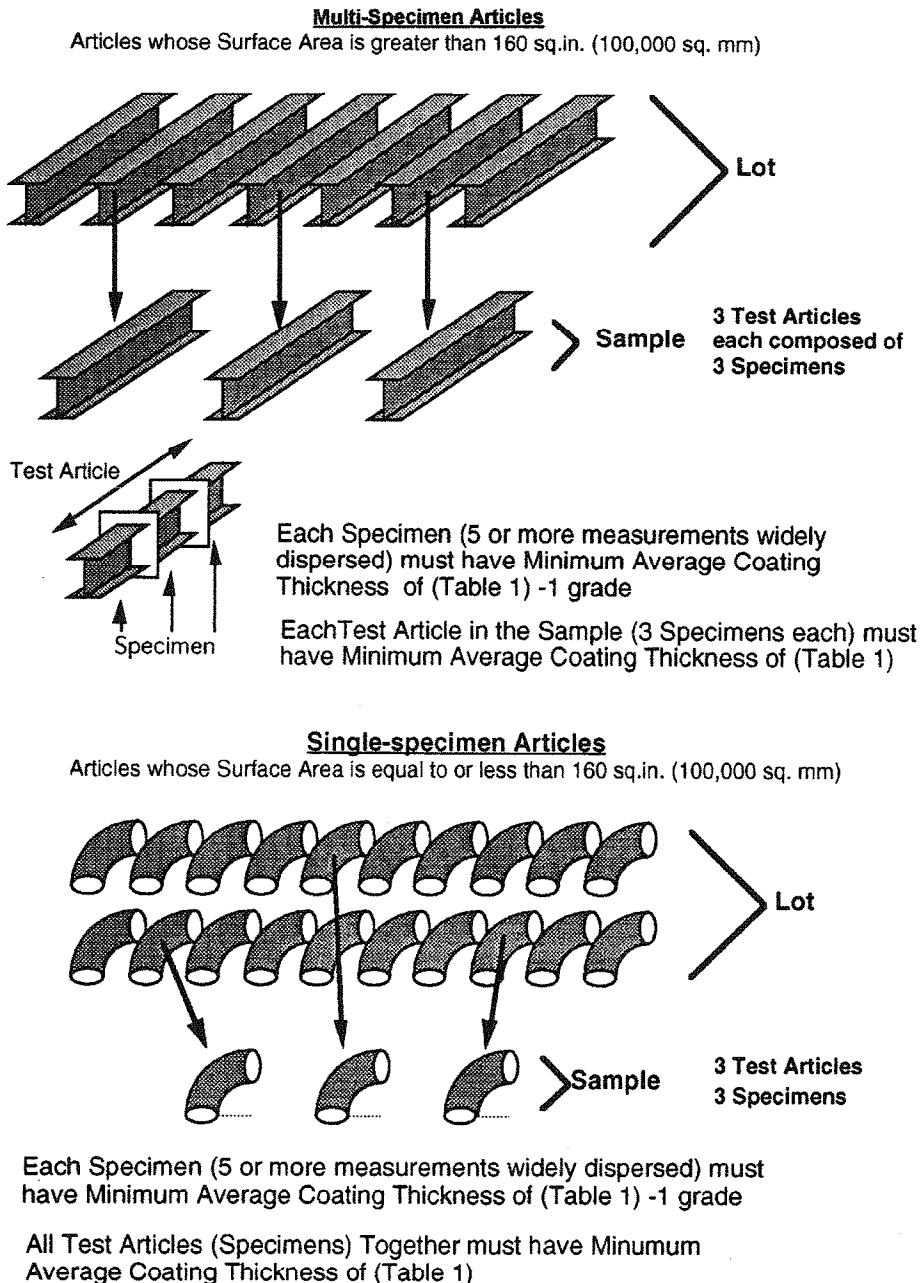 Multi-Specimen Articles
Articles whose Surface Area is greater than 160 sq.in. (100,000 sq. mm)
Lot
Sample
3 Test Articles
each composed of
3 Specimens
Test Article
Specimen
Each Specimen (5 or more measurements widely
dispersed) must have Minimum Average Coating
Thickness of (Table 1) -1 grade
EachTest Article in the Sample (3 Specimens each) must
have Minimum Average Coating Thickness of (Table 1)
Single-specimen Articles
Articles whose Surface Area is equal to or less than 160 sq.in. (100,000 sq. mm)
Lot
Sample
3 Test Articles
3 Specimens
Each Specimen (5 or more measurements widely dispersed) must
have Minimum Average Coating Thickness of (Table 1) -1 grade
All Test Articles (Specimens) Together must have Minumum
Average Coating Thickness of (Table 1)